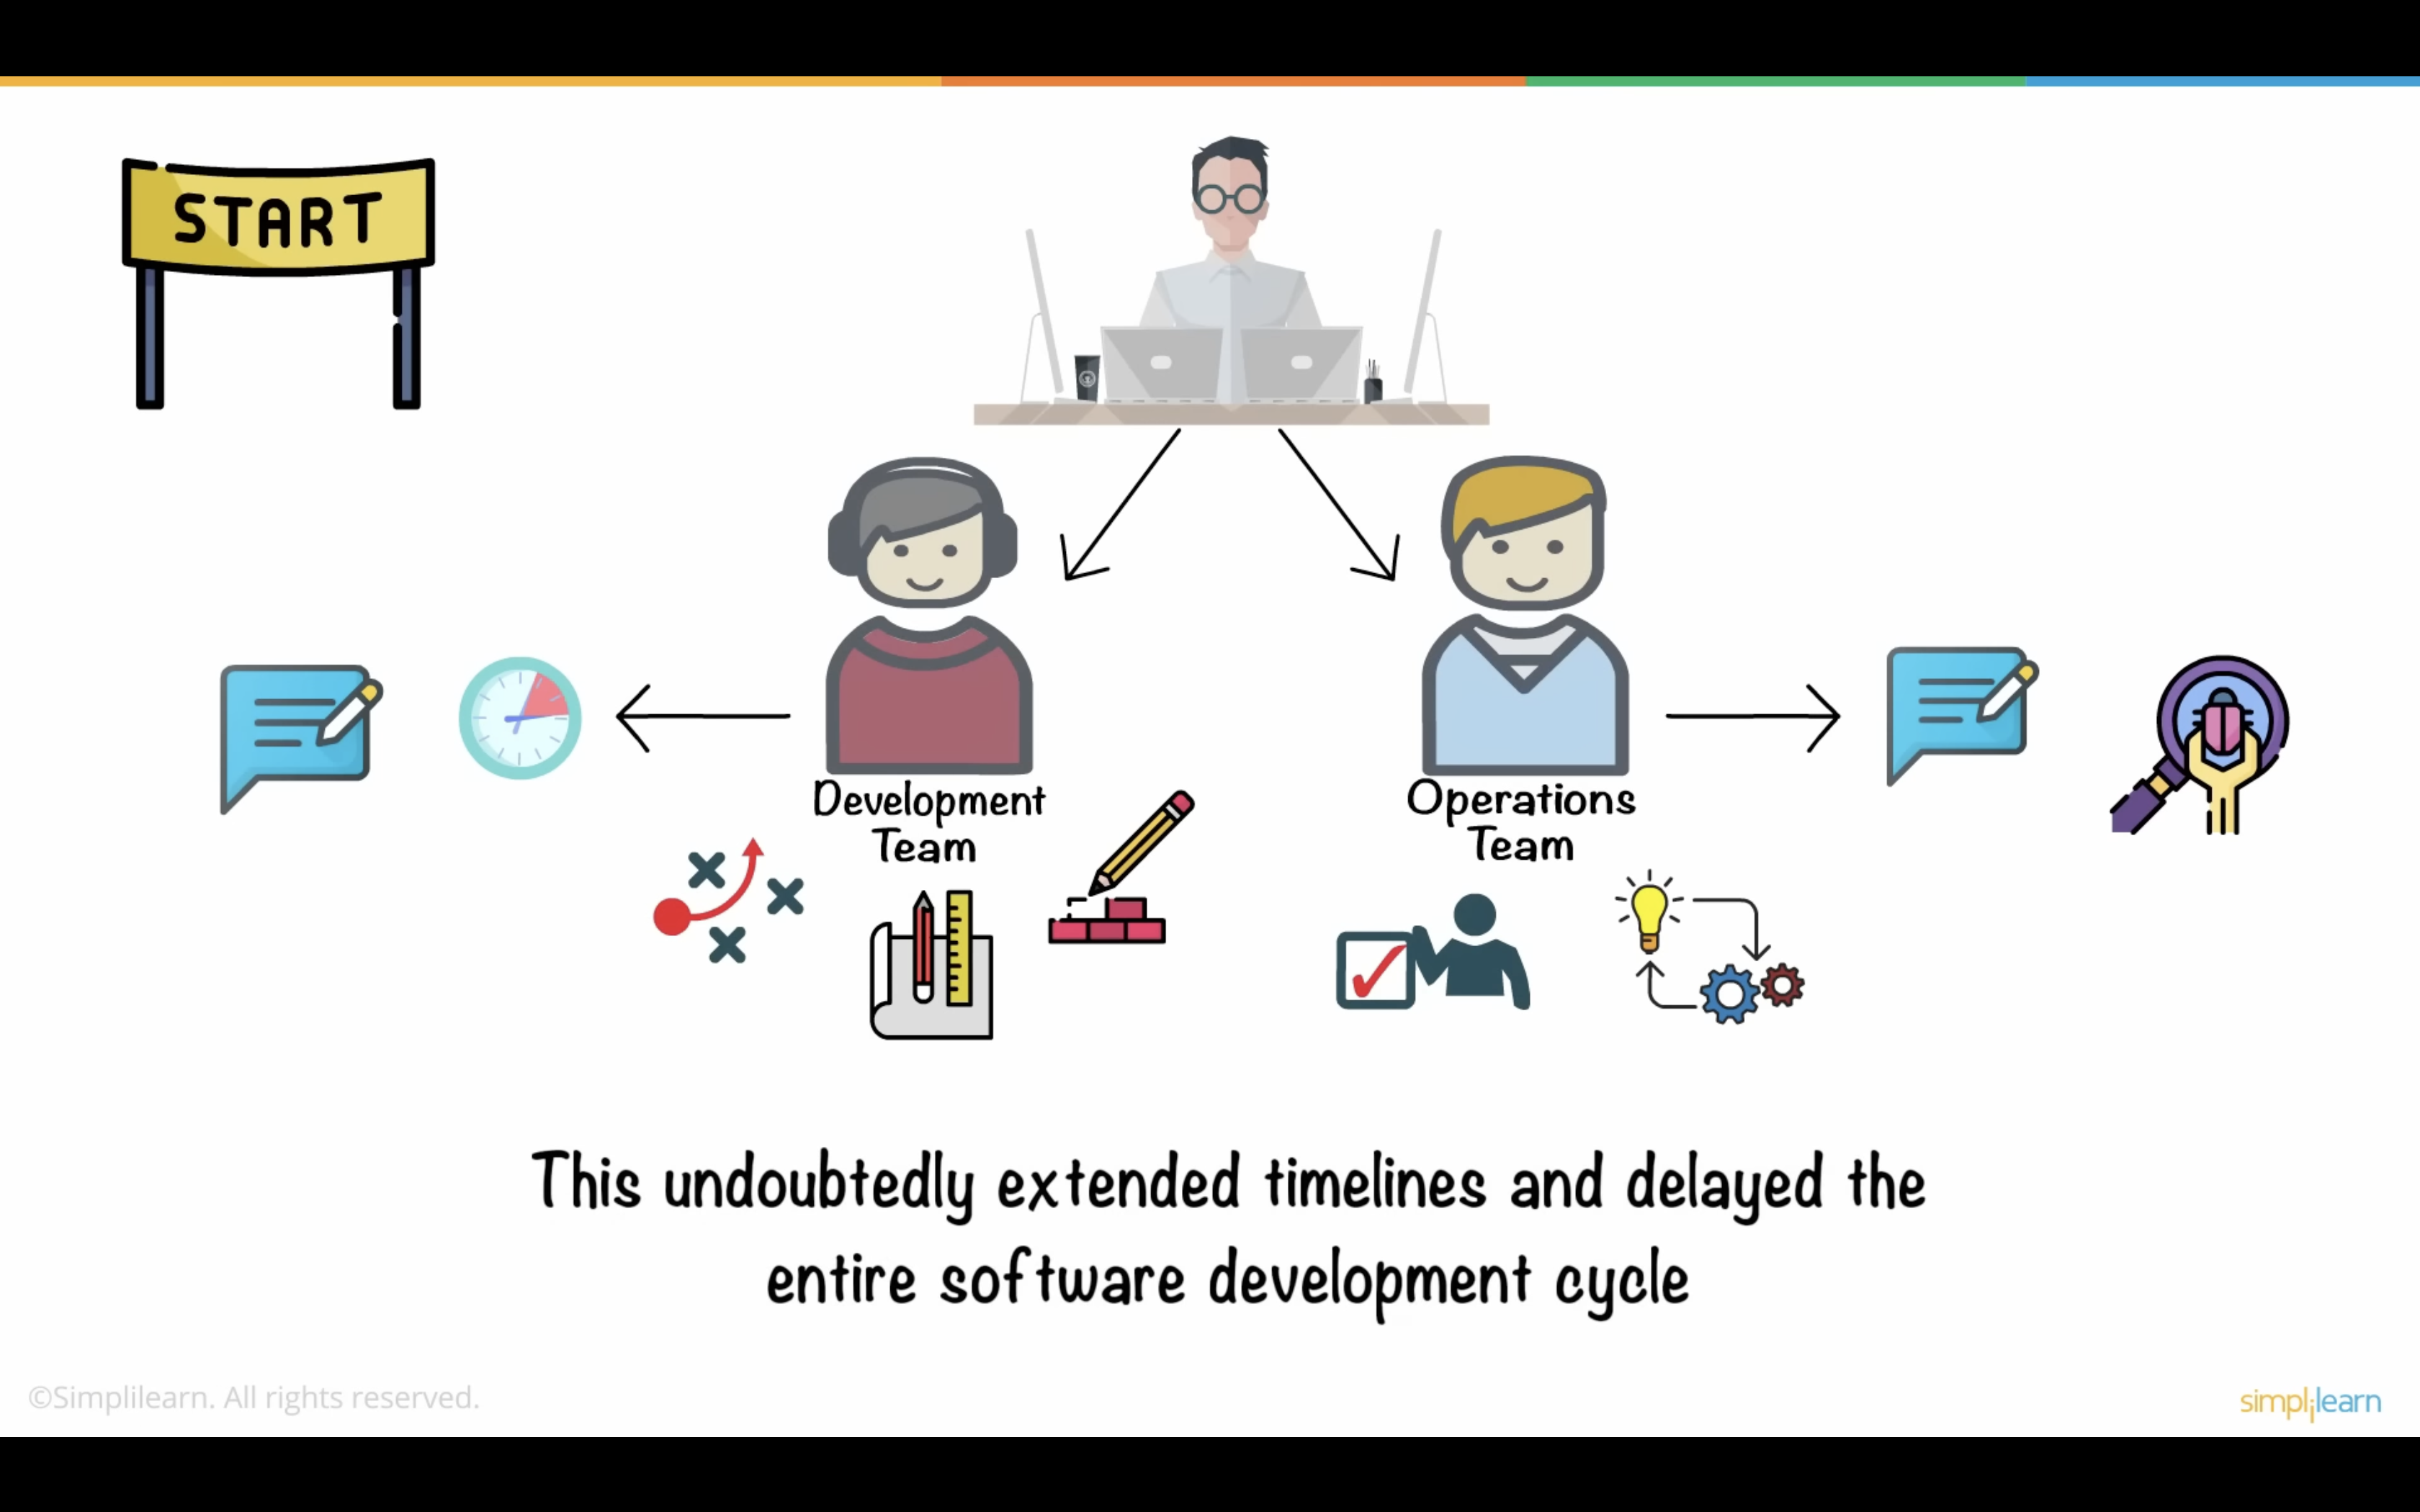 START
Development
Team
Operations
Team
This undoubtedly extended timelines and delayed the
entire software development cycle
©Simplilearn. All rights reserved.
simplilearn